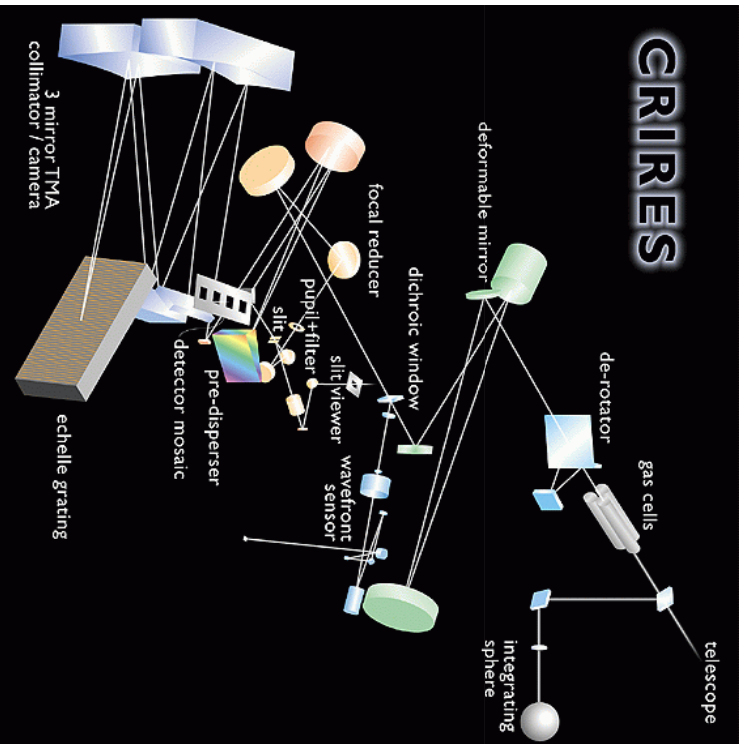 CRIRES
telescope
gas cells
de-rotator
integrating
sphere
deformable mirror
dichroic window
focal reducer
wavefront
sensor
slit viewer
pupil+filter
slit
pre-disperser
detector mosaic
3 mirror TMA
collimator / camera
echelle grating